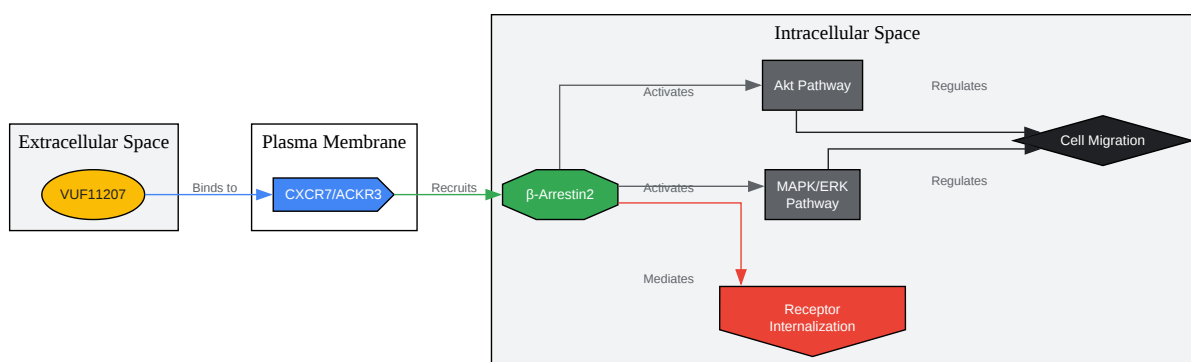 Intracellular Space
Akt Pathway
Activates
Regulates
Extracellular Space
Plasma Membrane
Cell Migration
VUF11207
Binds to
CXCR7/ACKR3
Recruits
β-Arrestin2
Activates
MAPK/ERK
Pathway
Regulates
Mediates
Receptor
Internalization